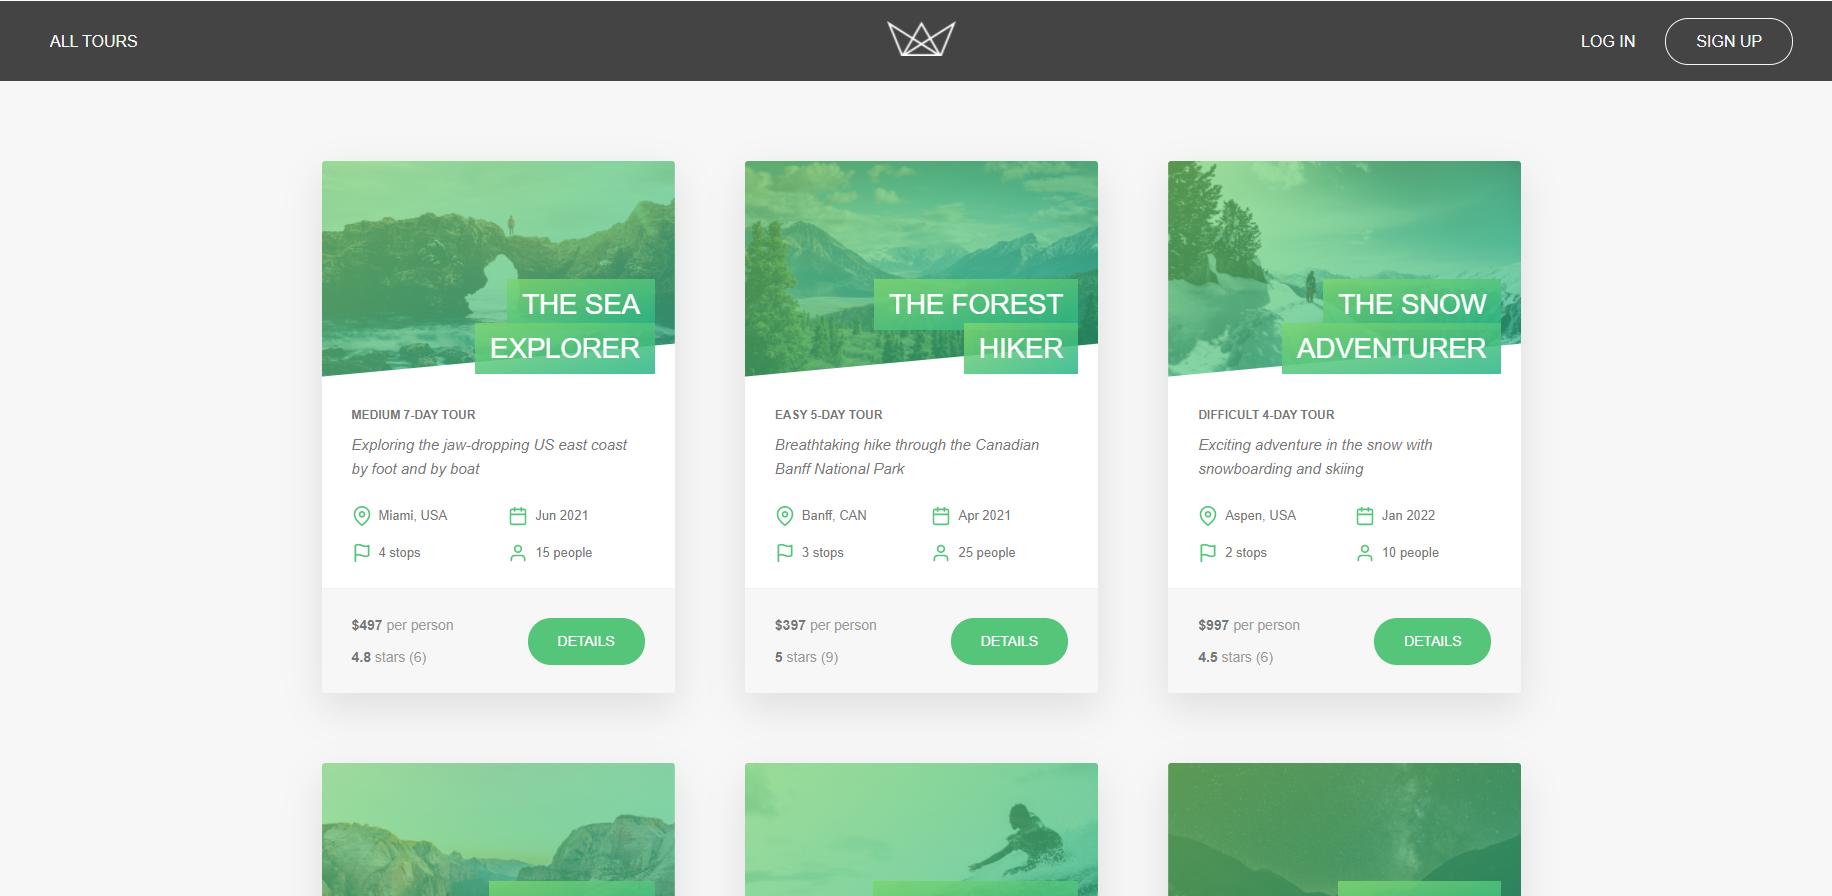 ALL TOURS
LOG IN
SIGN UP
THE SEA
EXPLORER
MEDIUM 7-DAY TOUR
Exploring the jaw-dropping US east coast
by foot and by boat
Miami, USA
Jun 2021
4 stops
15 people
$497 per person
4.8 stars (6)
DETAILS
THE FOREST
HIKER
EASY 5-DAY TOUR
Breathtaking hike through the Canadian
Banff National Park
Banff, CAN
Apr 2021
3 stops
25 people
$397 per person
5 stars (9)
DETAILS
THE SNOW
ADVENTURER
DIFFICULT 4-DAY TOUR
Exciting adventure in the snow with
snowboarding and skiing
Aspen, USA
Jan 2022
2 stops
10 people
$997 per person
4.5 stars (6)
DETAILS